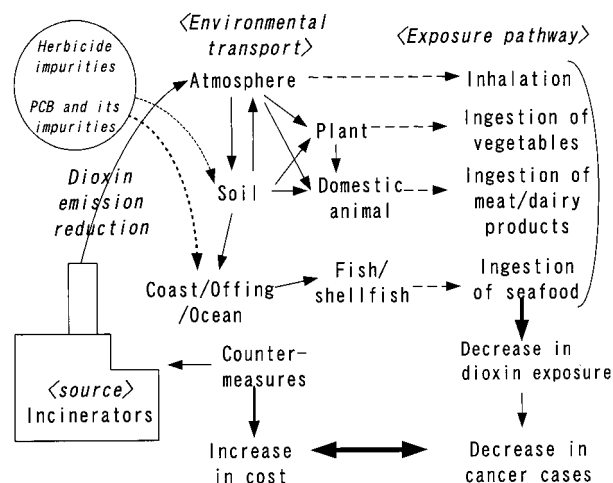 Herbicide
impurities
PCB and its
impurities
Dioxin
emission
reduction
<source>
Incinerators
<Environmental
transport>
Atmosphere
Plant
Soil
Domestic
animal
Coast/Offing
/Ocean
Fish/
shellfish
Counter-
measures
Increase
in cost
<Exposure pathway>
Inhalation
Ingestion of
vegetables
Ingestion of
meat/dairy
products
Ingestion
of seafood
Decrease in
dioxin exposure
Decrease in
cancer cases